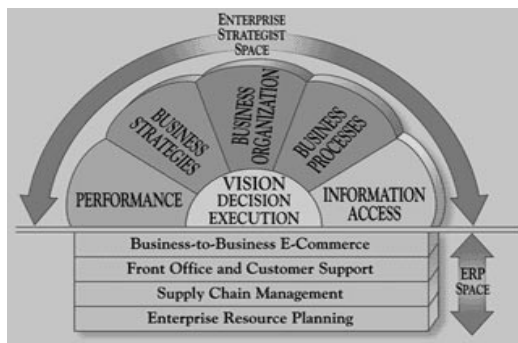 ENTERPRISE
STRATEGIST
SPACE
BUSINESS
STRATEGIES
BUSINESS
ORGANIZATION
BUSINESS
PROCESSES
PERFORMANCE
VISION
DECISION
EXECUTION
INFORMATION
ACCESS
Business-to-Business E-Commerce
Front Office and Customer Support
Supply Chain Management
Enterprise Resource Planning
ERP
SPACE